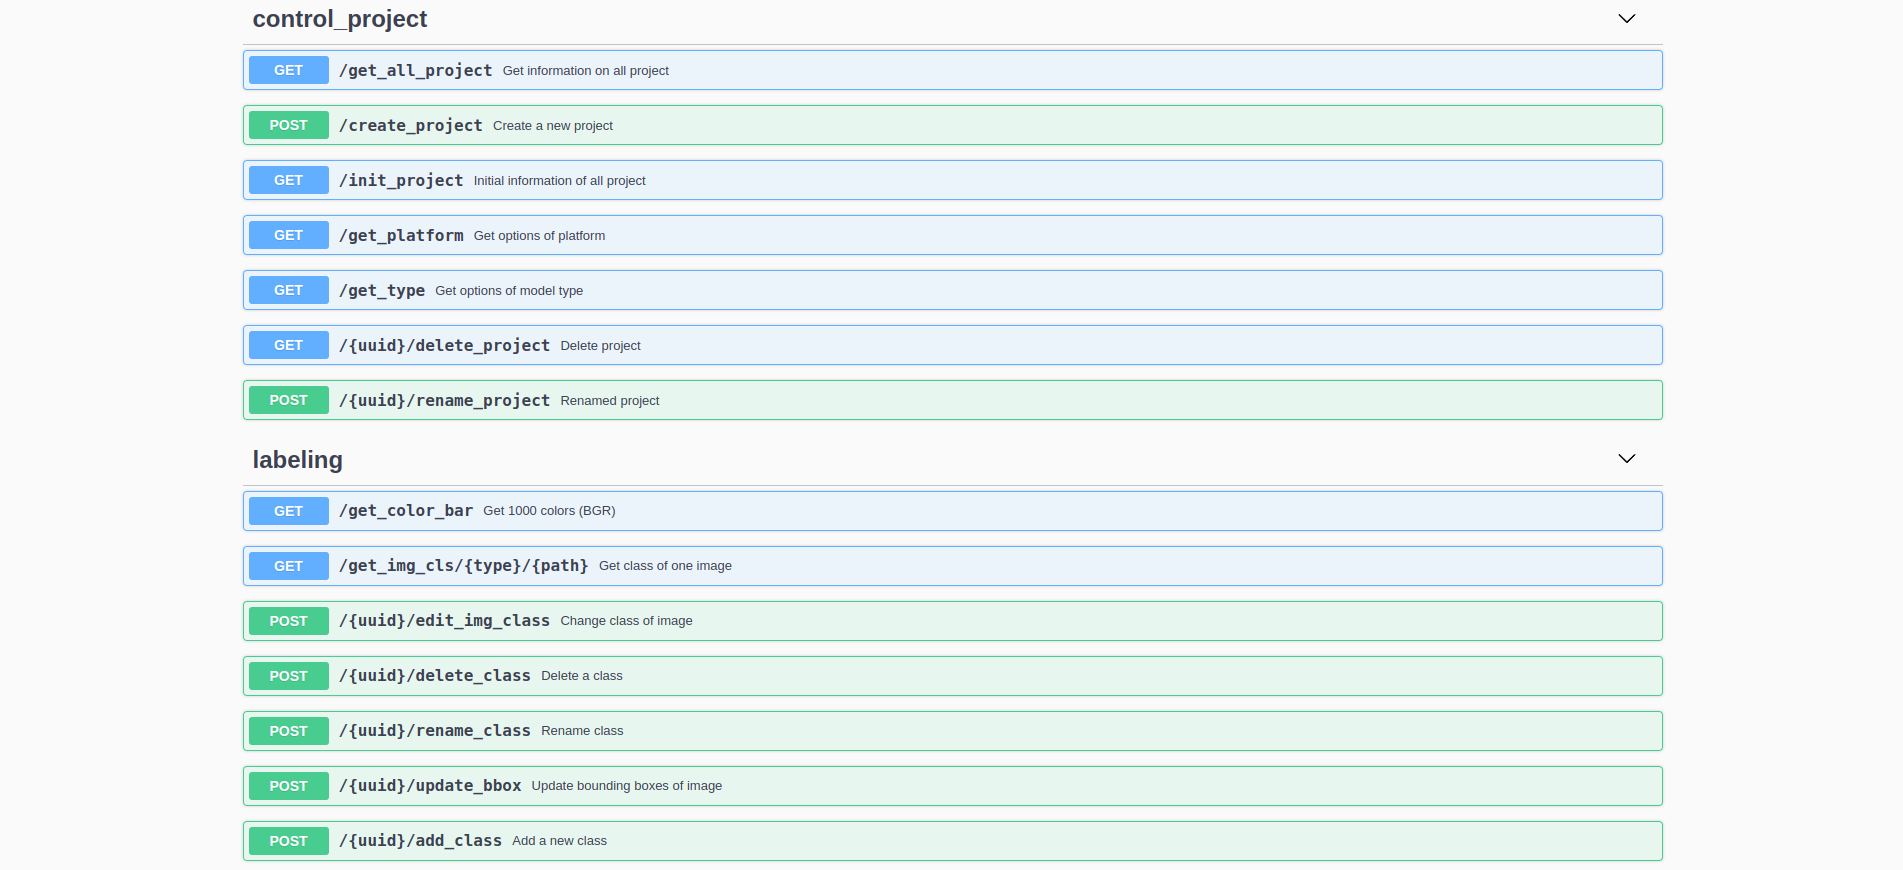 control_project
GET /get_all_project Get information on all project
POST /create_project Create a new project
GET /init_project Initial information of all project
GET /get_platform Get options of platform
GET /get_type Get options of model type
GET /{uuid}/delete_project Delete project
POST /{uuid}/rename_project Renamed project
labeling
GET /get_color_bar Get 1000 colors (BGR)
GET /get_img_cls/{type}/{path} Get class of one image
POST /{uuid}/edit_img_class Change class of image
POST /{uuid}/delete_class Delete a class
POST /{uuid}/rename_class Rename class
POST /{uuid}/update_bbox Update bounding boxes of image
POST /{uuid}/add_class Add a new class